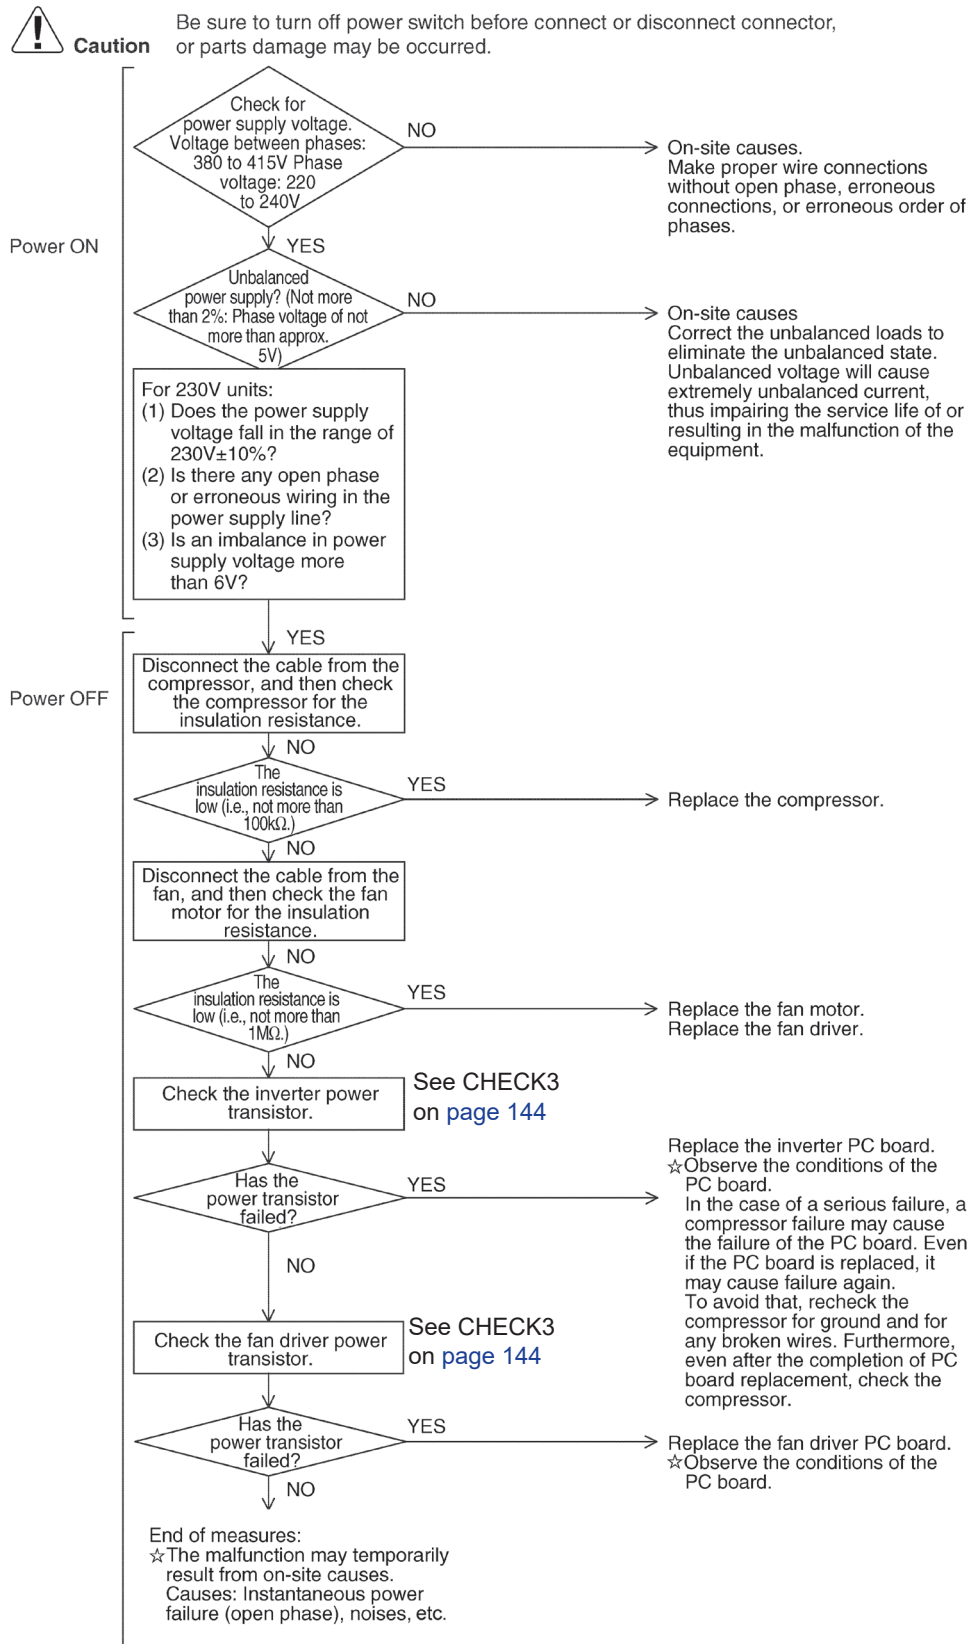 Caution
Be sure to turn off power switch before connect or disconnect connector,
or parts damage may be occurred.
Power ON
Check for
power supply voltage.
Voltage between phases:
380 to 415V Phase
voltage: 220
to 240V
NO
On-site causes.
Make proper wire connections
without open phase, erroneous
connections, or erroneous order of
phases.
YES
Unbalanced
power supply? (Not more
than 2%: Phase voltage of not
more than approx.
5V)
NO
On-site causes
Correct the unbalanced loads to
eliminate the unbalanced state.
Unbalanced voltage will cause
extremely unbalanced current,
thus impairing the service life of or
resulting in the malfunction of the
equipment.
For 230V units:
(1) Does the power supply
voltage fall in the range of
230V±10%?
(2) Is there any open phase
or erroneous wiring in the
power supply line?
(3) Is an imbalance in power
supply voltage more
than 6V?
YES
Power OFF
Disconnect the cable from the
compressor, and then check
the compressor for the
insulation resistance.
NO
The
insulation resistance is
low (i.e., not more than
100kΩ.)
YES
Replace the compressor.
NO
Disconnect the cable from the
fan, and then check the fan
motor for the insulation
resistance.
NO
The
insulation resistance is
low (i.e., not more than
1MΩ.)
YES
Replace the fan motor.
Replace the fan driver.
NO
Check the inverter power
transistor.
See CHECK3
on page 144
Has the
power transistor
failed?
YES
Replace the inverter PC board.
☆Observe the conditions of the
PC board.
In the case of a serious failure, a
compressor failure may cause
the failure of the PC board. Even
if the PC board is replaced, it
may cause failure again.
To avoid that, recheck the
compressor for ground and for
any broken wires. Furthermore,
even after the completion of PC
board replacement, check the
compressor.
NO
Check the fan driver power
transistor.
See CHECK3
on page 144
Has the
power transistor
failed?
YES
Replace the fan driver PC board.
☆Observe the conditions of the
PC board.
NO
End of measures:
☆The malfunction may temporarily
result from on-site causes.
Causes: Instantaneous power
failure (open phase), noises, etc.